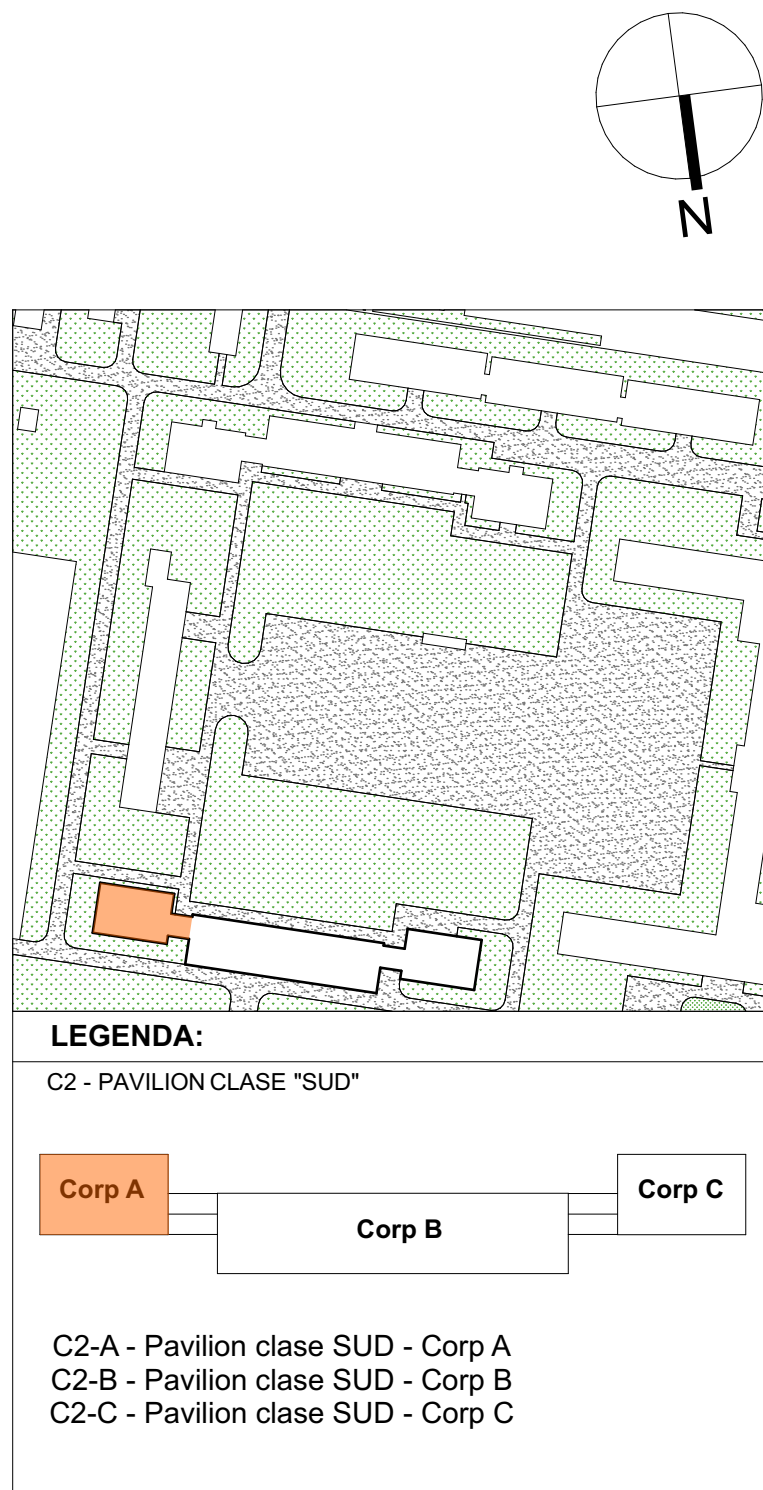 N
LEGENDA:
C2 - PAVILION CLASE "SUD"
Corp A
Corp C
Corp B
C2-A - Pavilion clase SUD - Corp A
C2-B - Pavilion clase SUD - Corp B
C2-C - Pavilion clase SUD - Corp C